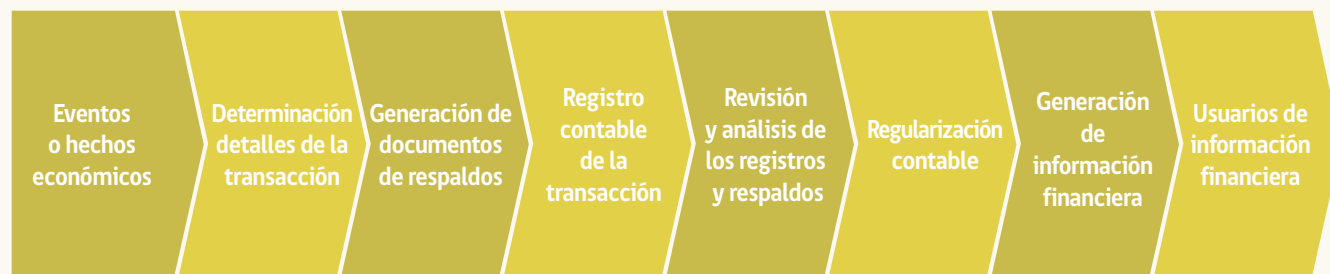 Eventos
o hechos
económicos
Determinación
detalles de la
transacción
Generación de
documentos
de respaldos
Registro
contable
de la
transacción
Revisión
y análisis de
los registros
y respaldos
Regularización
contable
Generación
de
información
financiera
Usuarios de
información
financiera